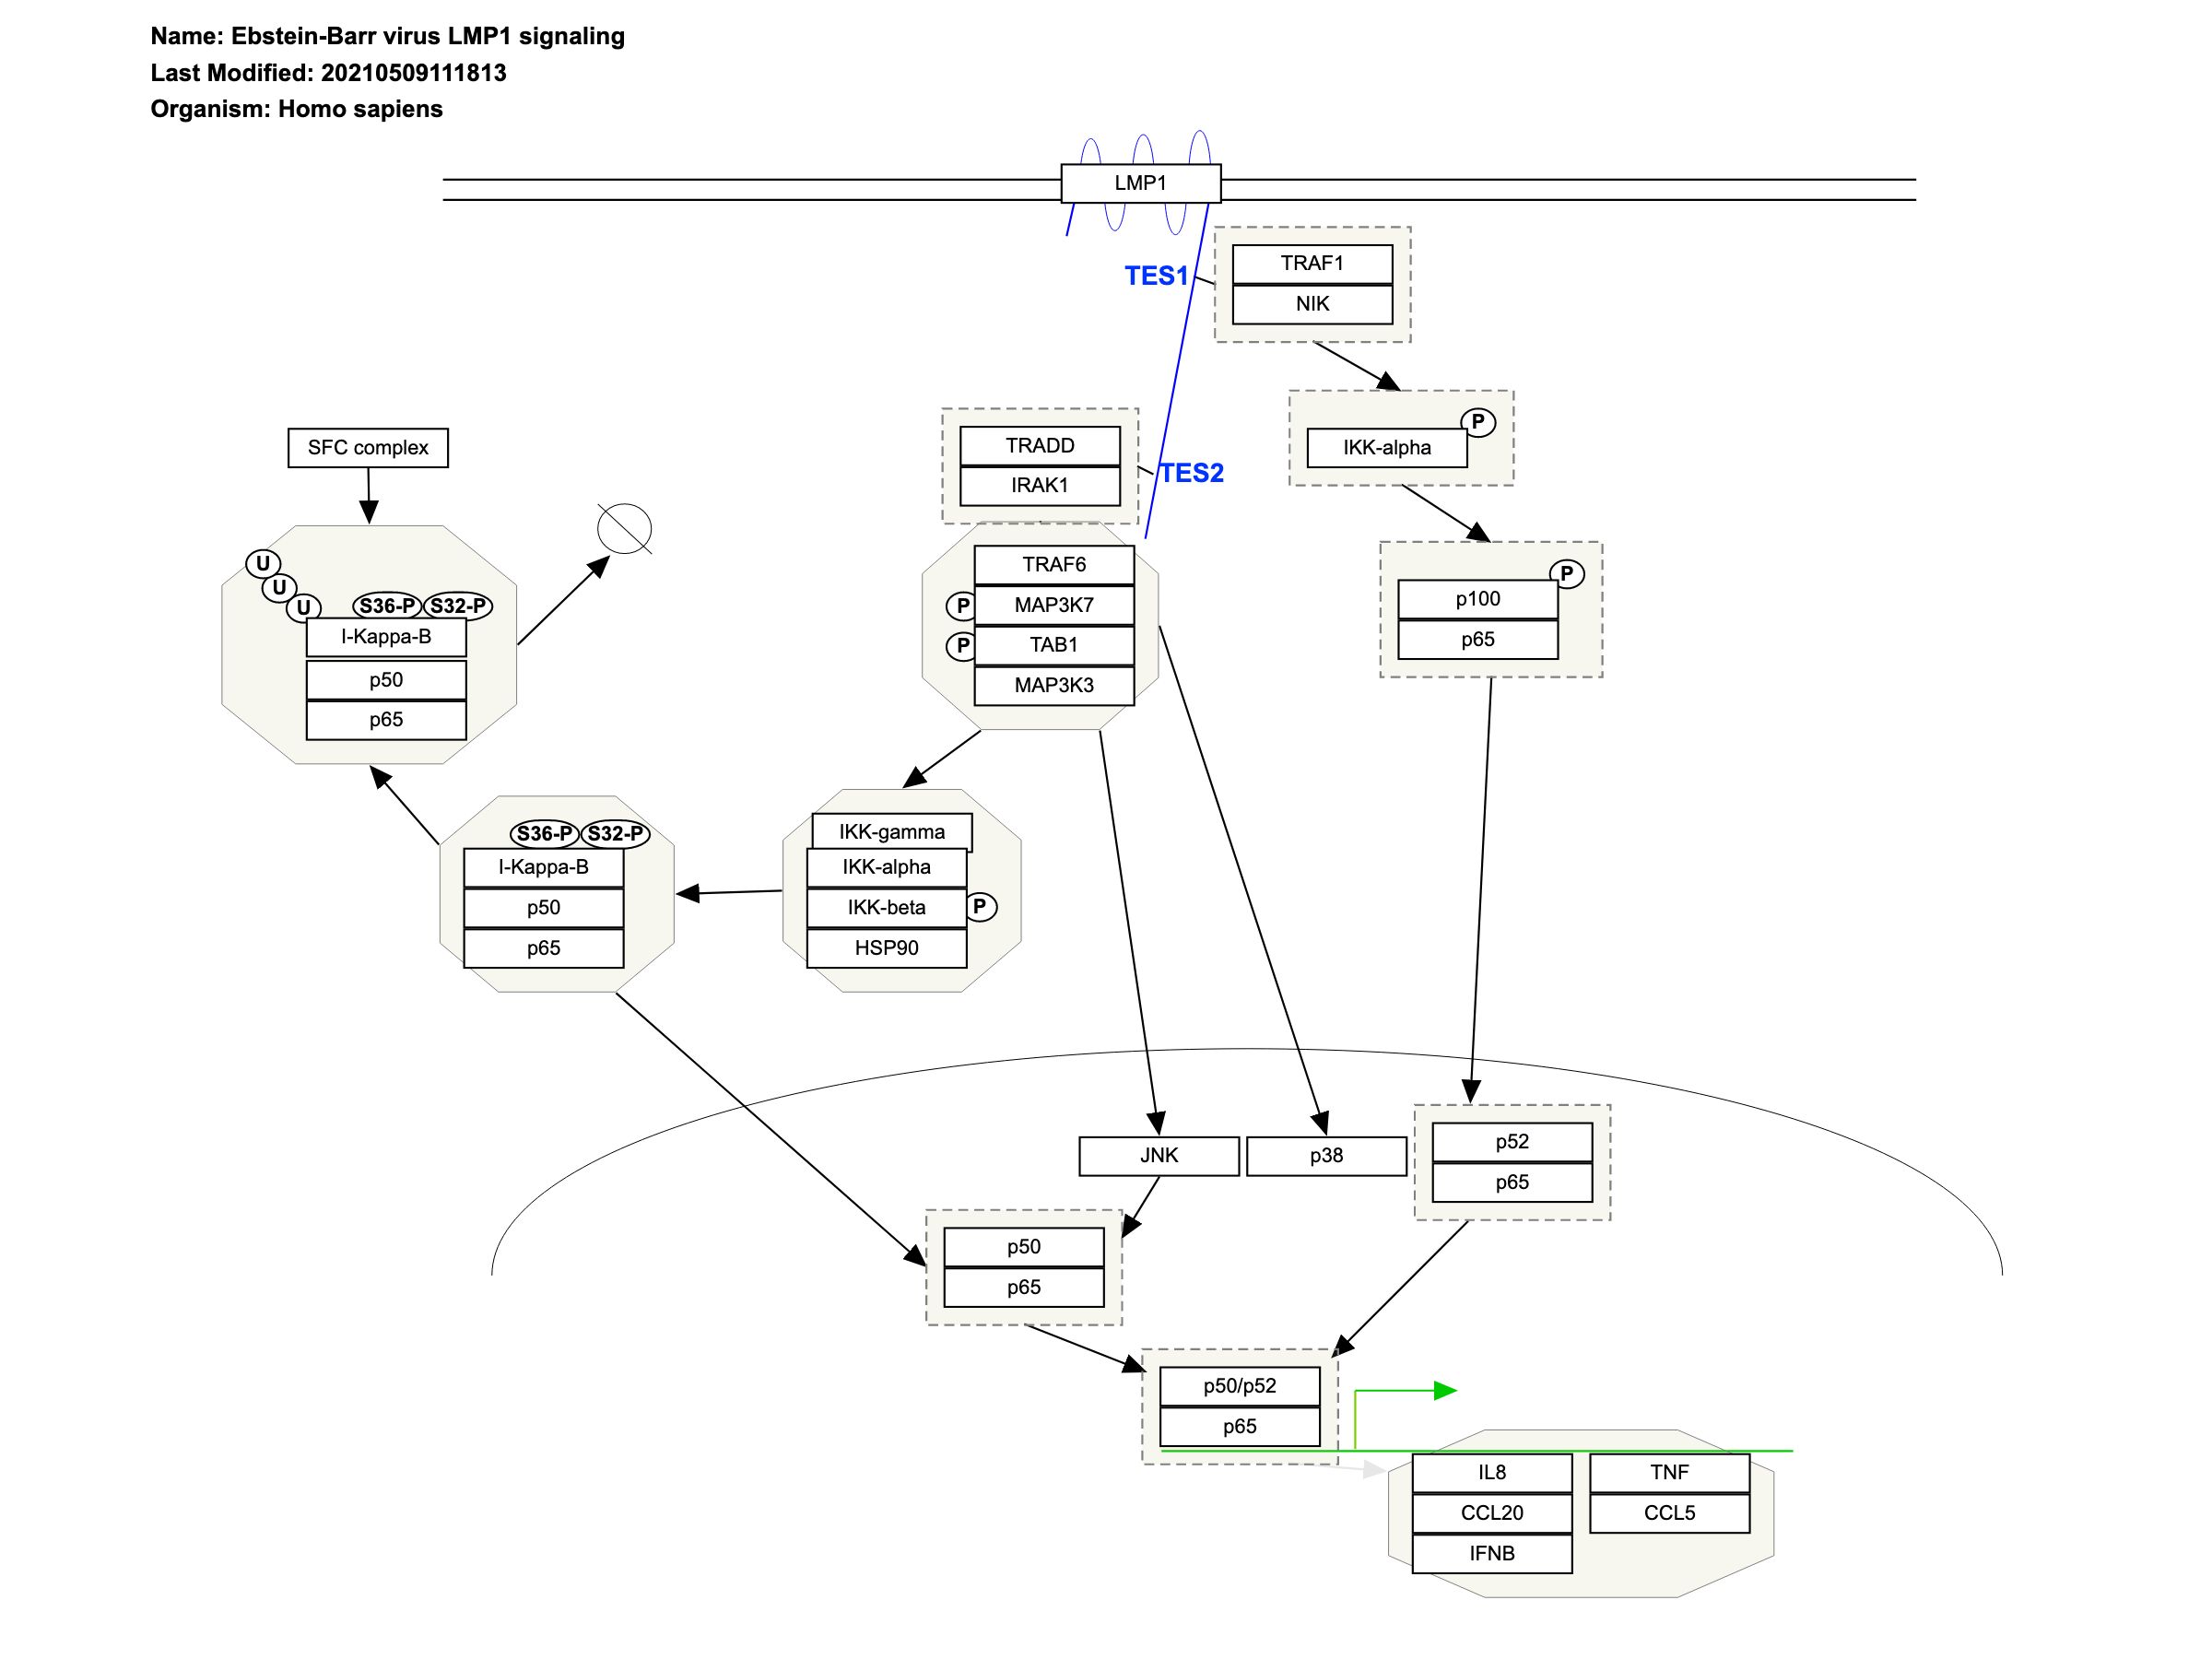 Name: Ebstein-Barr virus LMP1 signaling
Last Modified: 20210509111813
Organism: Homo sapiens
LMP1
TES1
TRAF1
NIK
P
IKK-alpha
TRADD
IRAK1
TES2
SFC complex
U
U
U
S36-P
S32-P
I-Kappa-B
p50
p65
TRAF6
P
MAP3K7
P
TAB1
MAP3K3
P
p100
p65
S36-P
S32-P
I-Kappa-B
p50
p65
IKK-gamma
IKK-alpha
IKK-beta
P
HSP90
JNK
p38
p52
p65
p50
p65
p50/p52
p65
IL8
TNF
CCL20
CCL5
IFNB